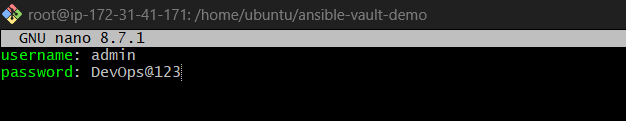 root@ip-172-31-41-171: /home/ubuntu/ansible-vault-demo
GNU nano 8.7.1
username: admin
password: DevOps@123